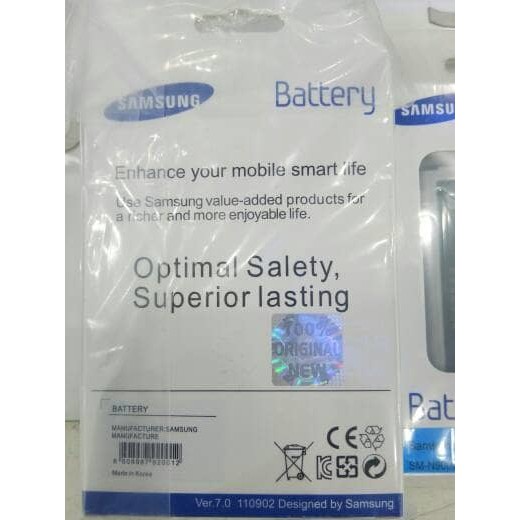 SAMSUNG
Battery
Enhance your mobile smart life
Use Samsung value-added products for
a richer and more enjoyable life.
Optimal Salety,
Superior lasting
100%
ORIGINAL
NEW
BATTERY
MANUFACTURER:SAMSUNG
MANUFACTURE
Made in Korea
CE
Ver.7.0 110902 Designed by Samsung
SAMSU
Bat